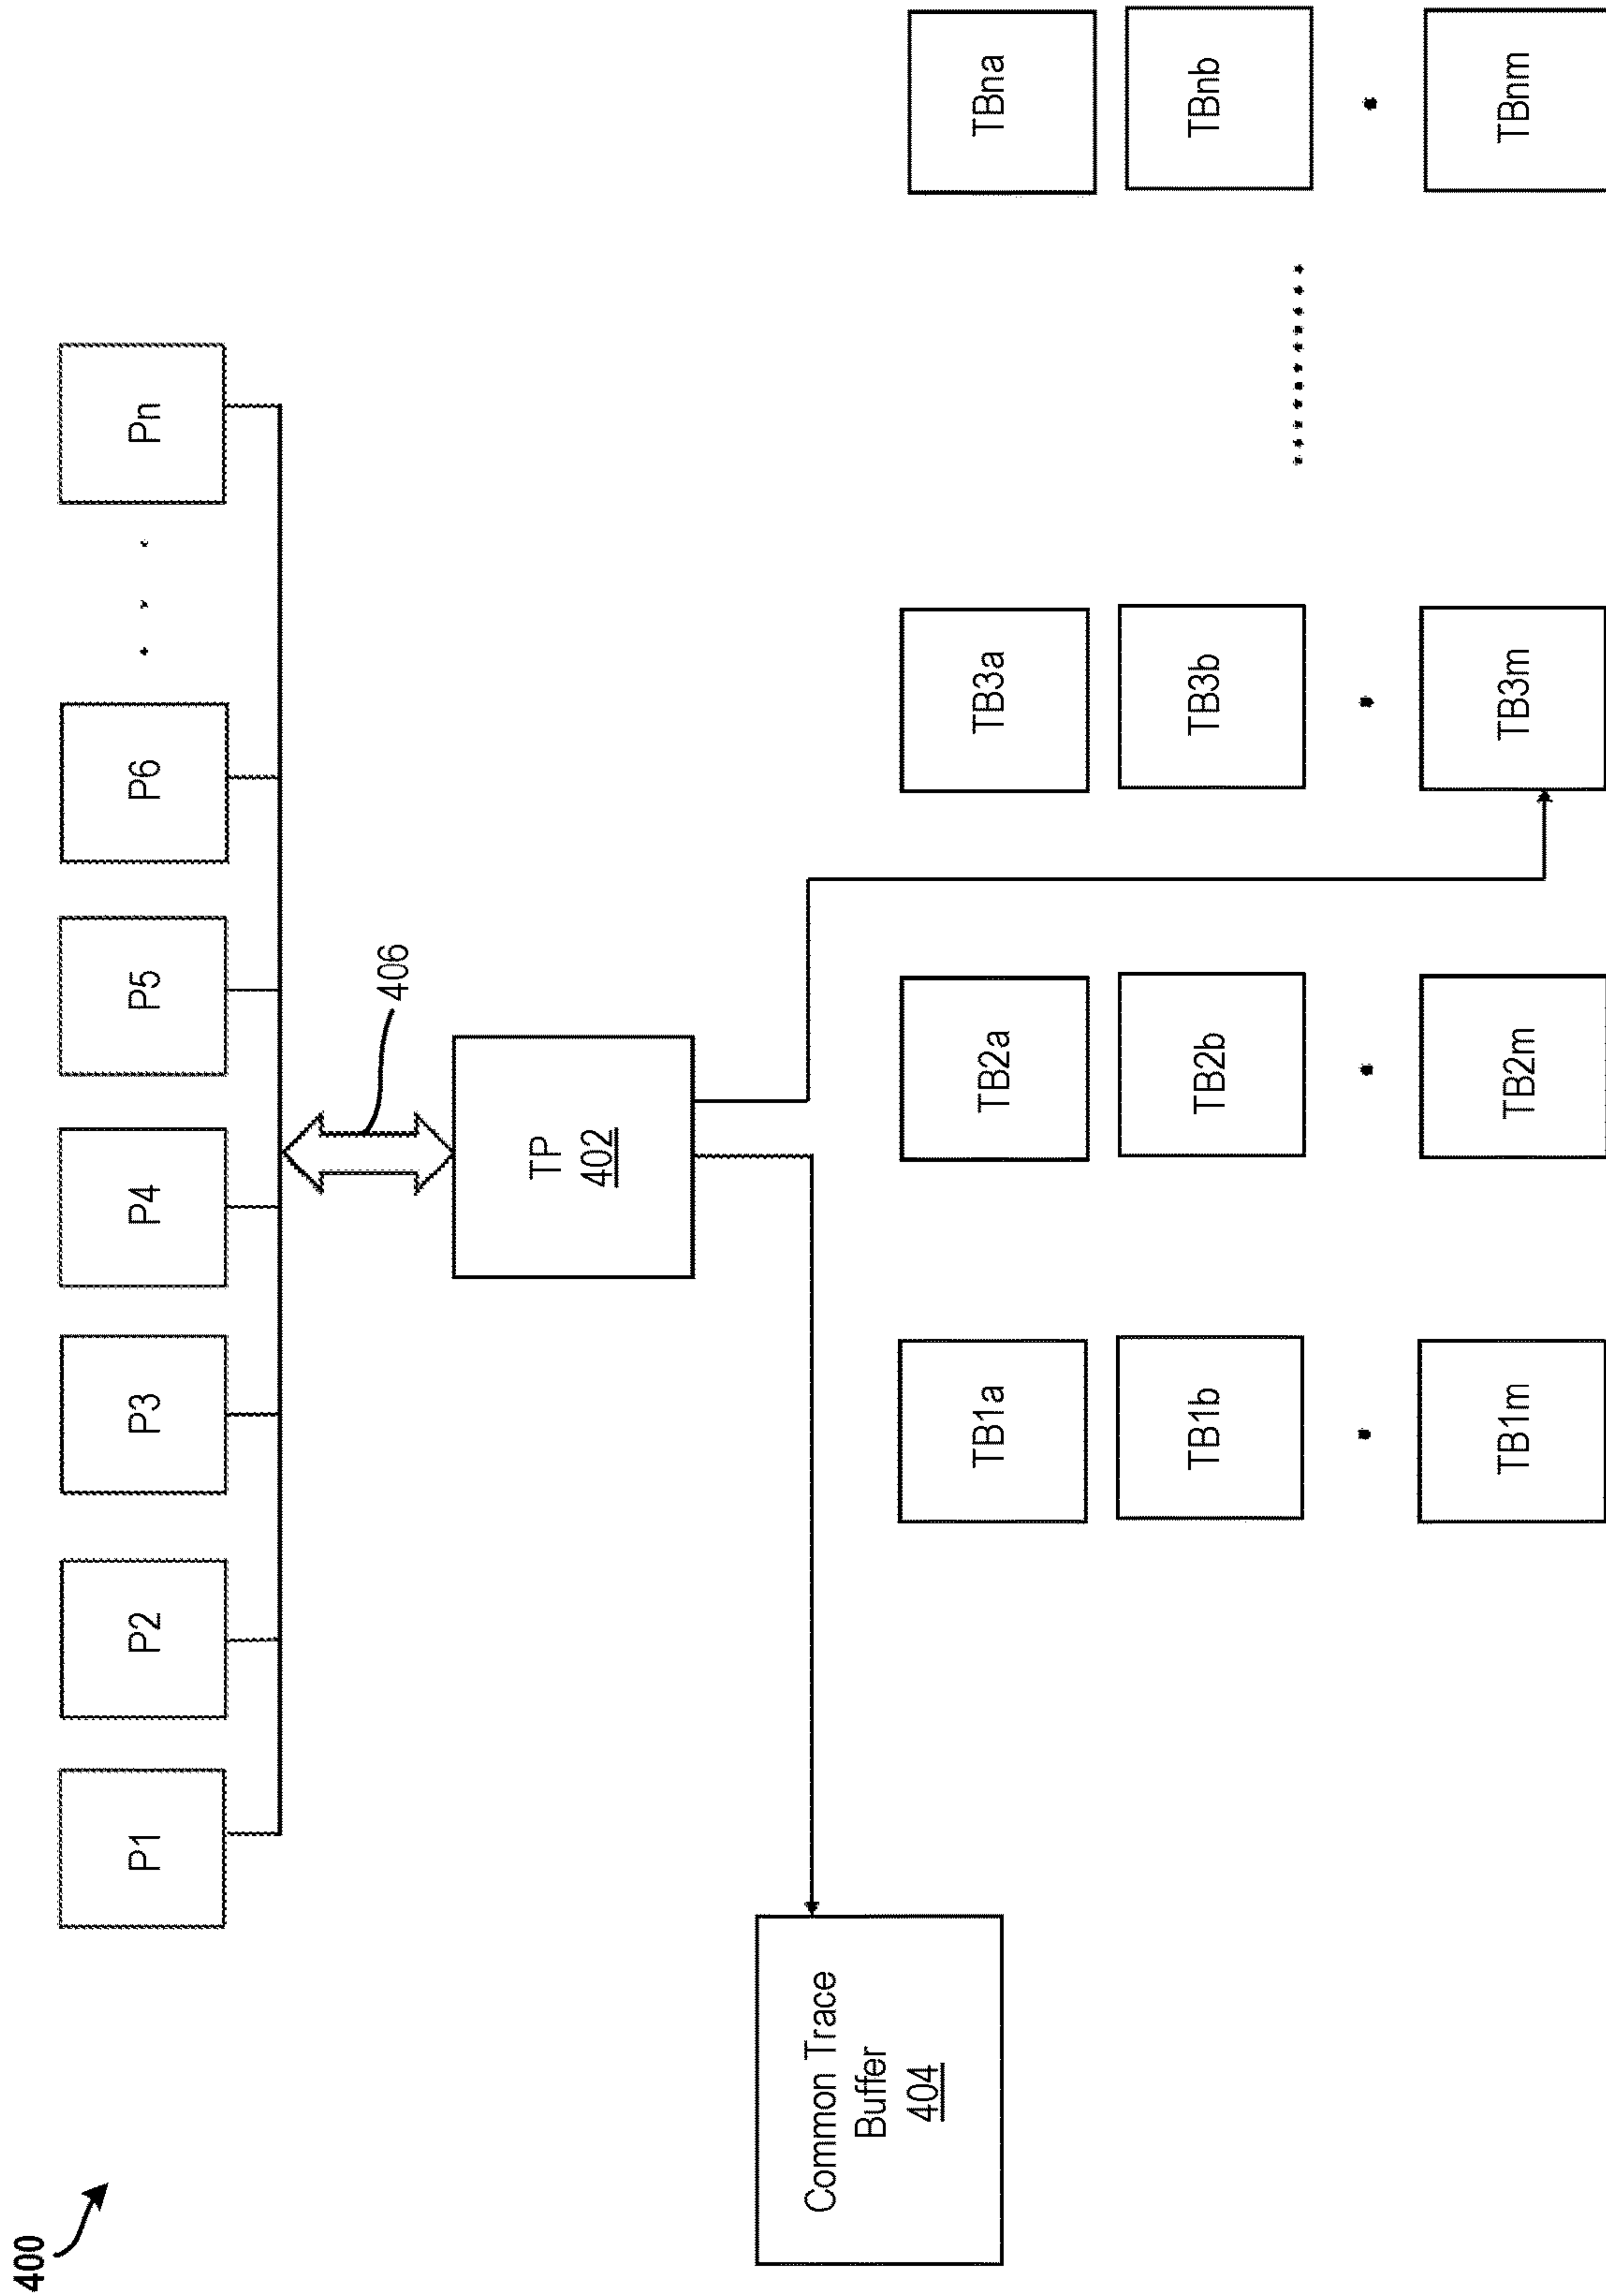 400
P1
P2
P3
P4
P5
P6
Pn
406
TP
402
Common Trace
Buffer
404
TB1a
TB2a
TB3a
TBna
TB1b
TB2b
TB3b
TBnb
TB1m
TB2m
TB3m
TBnm